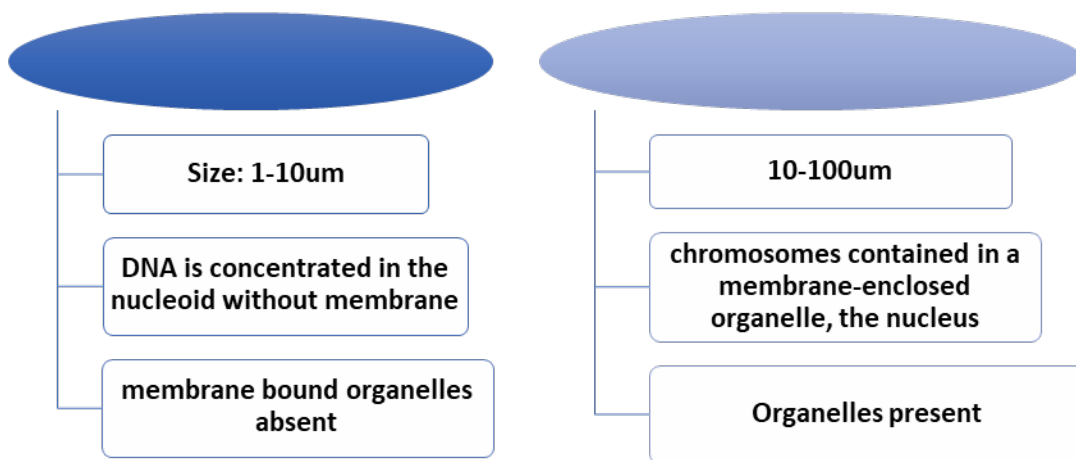 Size: 1-10um
DNA is concentrated in the
nucleoid without membrane
membrane bound organelles
absent
10-100um
chromosomes contained in a
membrane-enclosed
organelle, the nucleus
Organelles present